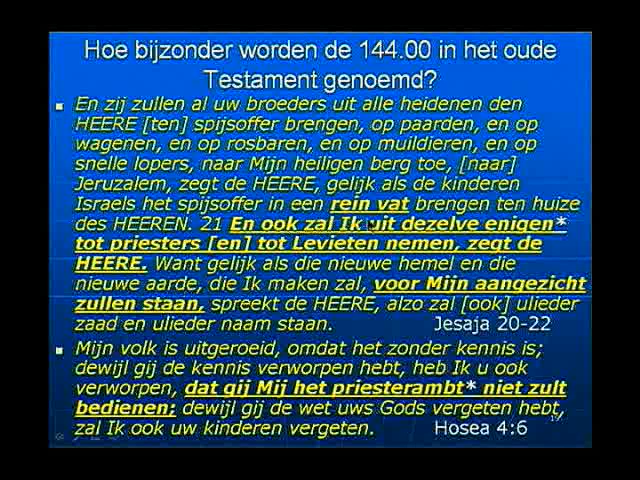 Hoe bijzonder worden de 144.00 in het oude
Testament genoemd?
En zij zullen al uw broeders uit alle heidenen den
HEERE [ten] spijsoffer brengen, op paarden, en op
wagenen, en op rosbaren, en op muildieren, en op
snelle lopers, naar Mijn heiligen berg toe, [naar]
Jeruzalem, zegt de HEERE, gelijk als de kinderen
Israels het spijsoffer in een rein vat brengen ten huize
des HEEREN. 21 En ook zal Ik uit dezelve enigen*
tot priesters [en] tot Levieten nemen, zegt de
HEERE. Want gelijk als die nieuwe hemel en die
nieuwe aarde, die Ik maken zal, voor Mijn aangezicht
zullen staan, spreekt de HEERE, alzo zal [ook] ulieder
zaad en ulieder naam staan. Jesaja 20-22
Mijn volk is uitgeroeid, omdat het zonder kennis is;
dewijl gij de kennis verworpen hebt, heb Ik u ook
verworpen, dat gij Mij het priesterambt* niet zult
bedienen; dewijl gij de wet uws Gods vergeten hebt,
zal Ik ook uw kinderen vergeten. Hosea 4:6